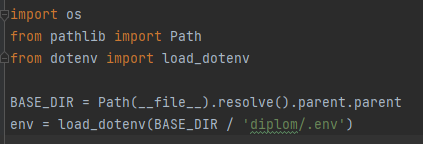 import os
from pathlib import Path
from dotenv import load_dotenv
BASE_DIR = Path(__file__).resolve().parent.parent
env = load_dotenv(BASE_DIR / 'diplom/.env')